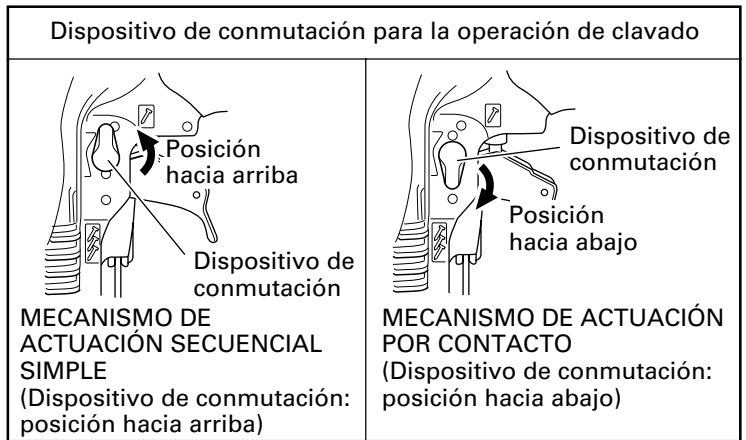 Dispositivo de conmutación para la operación de clavado
Posición
hacia arriba
Dispositivo de
conmutación
MECANISMO DE
ACTUACIÓN SECUENCIAL
SIMPLE
(Dispositivo de conmutación:
posición hacia arriba)
Dispositivo de
conmutación
Posición
hacia abajo
MECANISMO DE ACTUACIÓN
POR CONTACTO
(Dispositivo de conmutación:
posición hacia abajo)